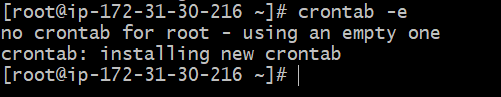 [root@ip-172-31-30-216 ~]# crontab -e
no crontab for root - using an empty one
crontab: installing new crontab
[root@ip-172-31-30-216 ~]#